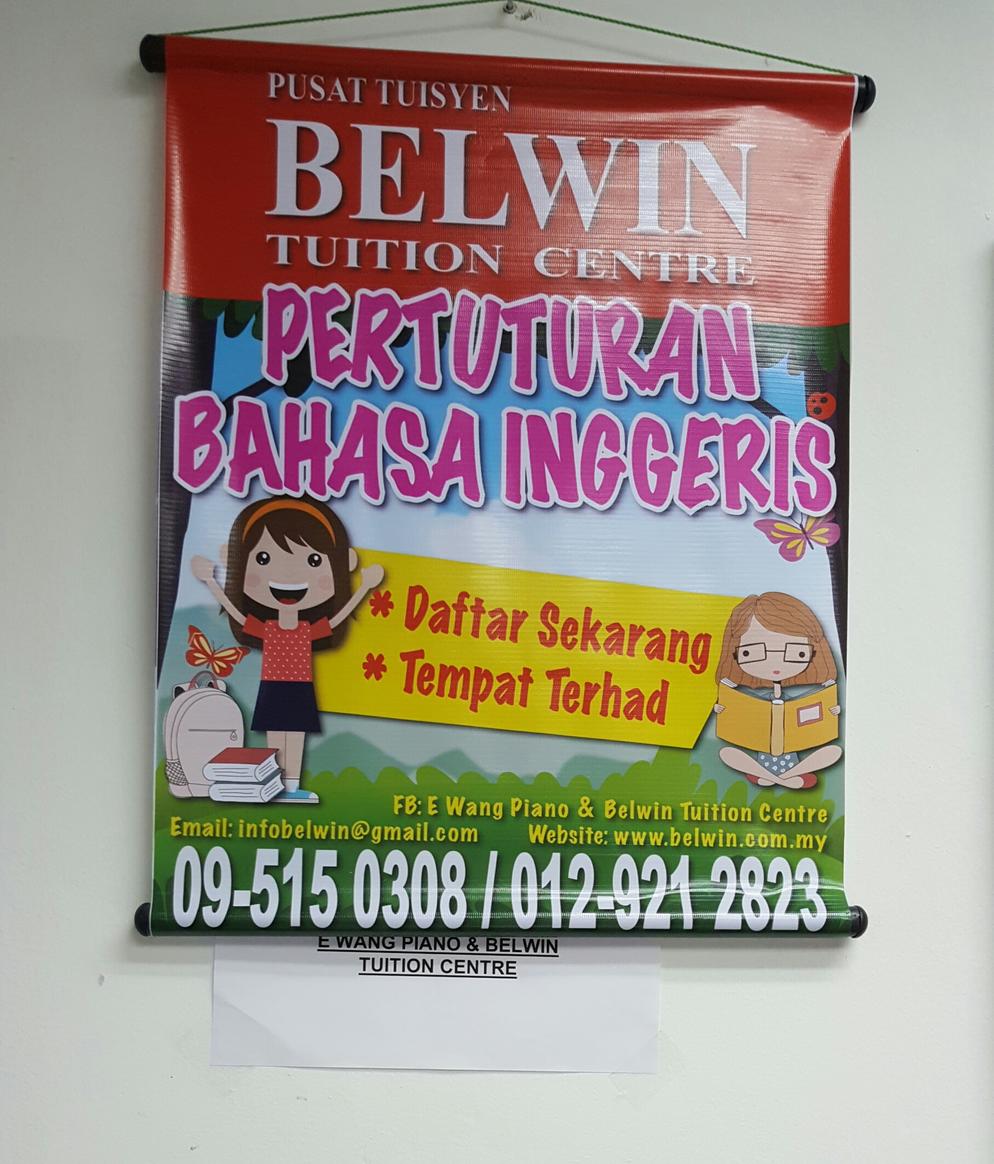 PUSAT TUISYEN
BELWIN
TUITION CENTRE
PERTUTURAN
BAHASA INGGERIS
* Daftar Sekarang
* Tempat Terhad
FB: E Wang Piano & Belwin Tuition Centre
Email: infobelwin@gmail.com Website: www.belwin.com.my
09-515 0308 / 012-921 2823
E WANG PIANO & BELWIN
TUITION CENTRE